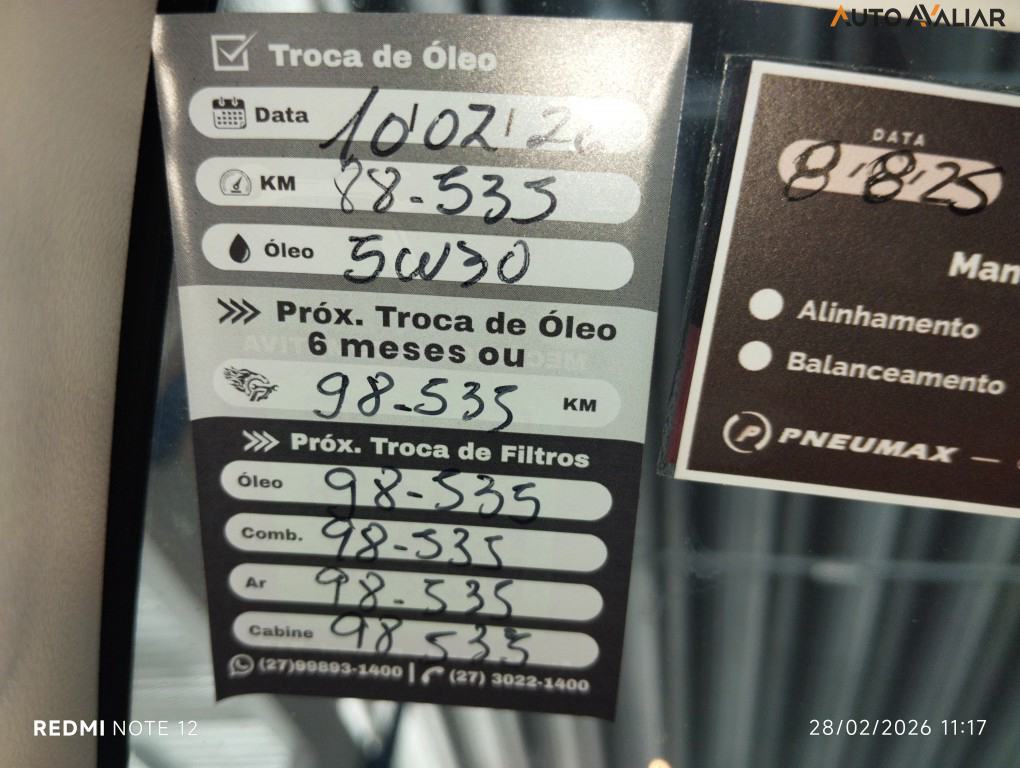 AUTO AVALIAR
Troca de Óleo
Data 10/02/26
KM 88-535
Óleo 5W30
>>> Próx. Troca de Óleo
6 meses ou
98-535 KM
>>> Próx. Troca de Filtros
Óleo 98-535
Comb. 98-535
Ar 98-535
Cabine 98 535
(27)99893-1400 | (27) 3022-1400
DATA
8/8/25
Man
Alinhamento
Balanceamento
P PNEUMAX —
REDMI NOTE 12
28/02/2026 11:17